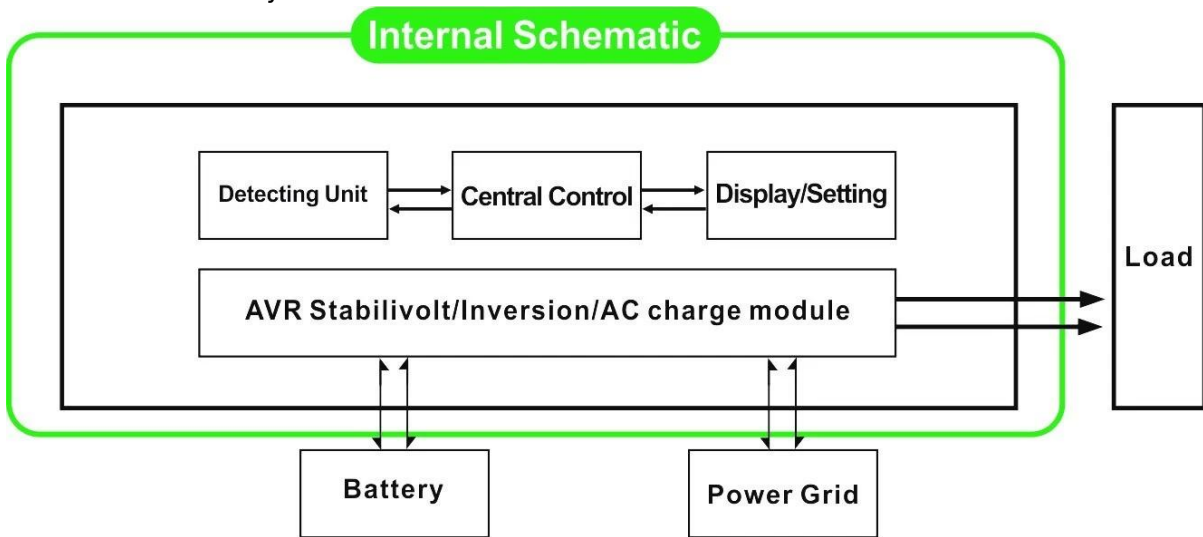 Internal Schematic
Detecting Unit
Central Control
Display/Setting
Load
AVR Stabilivolt/Inversion/AC charge module
Battery
Power Grid